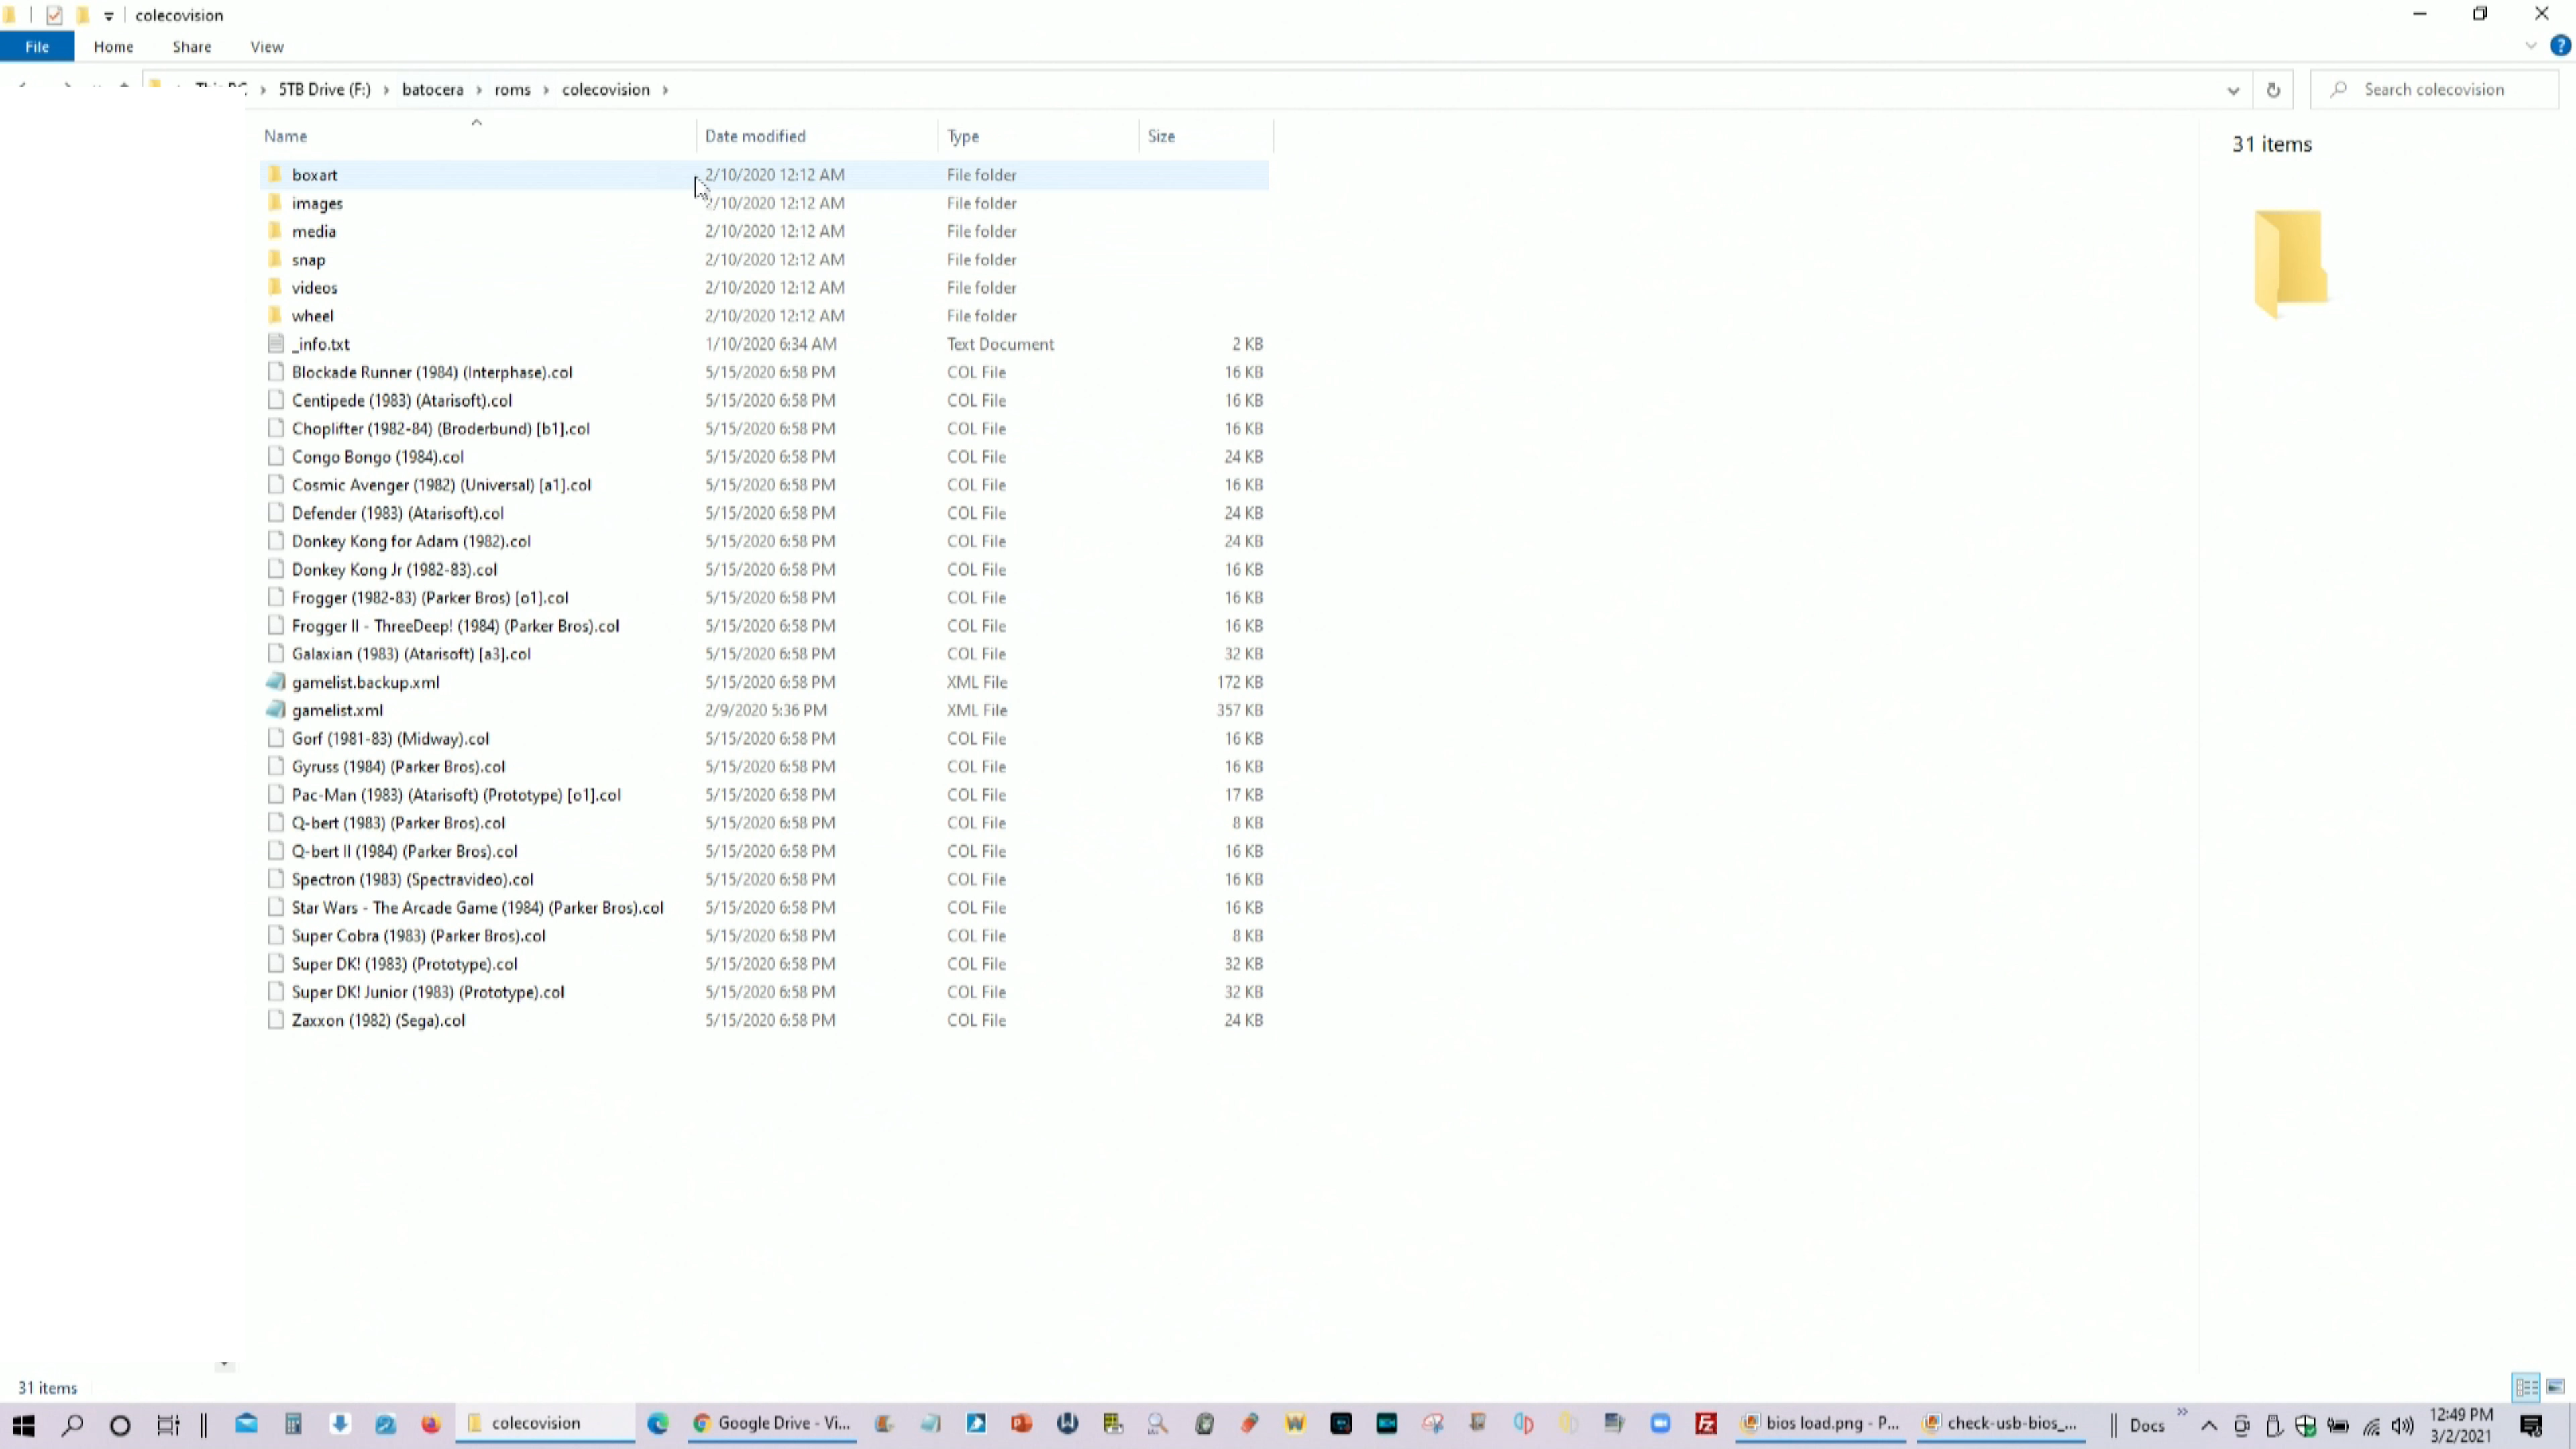 colecovision
File Home Share View
5TB Drive (F:) › batocera › roms › colecovision › Search colecovision
Name Date modified Type Size
31 items
boxart 2/10/2020 12:12 AM File folder
images 2/10/2020 12:12 AM File folder
media 2/10/2020 12:12 AM File folder
snap 2/10/2020 12:12 AM File folder
videos 2/10/2020 12:12 AM File folder
wheel 2/10/2020 12:12 AM File folder
_info.txt 1/10/2020 6:34 AM Text Document 2 KB
Blockade Runner (1984) (Interphase).col 5/15/2020 6:58 PM COL File 16 KB
Centipede (1983) (Atarisoft).col 5/15/2020 6:58 PM COL File 16 KB
Choplifter (1982-84) (Broderbund) [b1].col 5/15/2020 6:58 PM COL File 16 KB
Congo Bongo (1984).col 5/15/2020 6:58 PM COL File 24 KB
Cosmic Avenger (1982) (Universal) [a1].col 5/15/2020 6:58 PM COL File 16 KB
Defender (1983) (Atarisoft).col 5/15/2020 6:58 PM COL File 24 KB
Donkey Kong for Adam (1982).col 5/15/2020 6:58 PM COL File 24 KB
Donkey Kong Jr (1982-83).col 5/15/2020 6:58 PM COL File 16 KB
Frogger (1982-83) (Parker Bros) [o1].col 5/15/2020 6:58 PM COL File 16 KB
Frogger II - ThreeDeep! (1984) (Parker Bros).col 5/15/2020 6:58 PM COL File 16 KB
Galaxian (1983) (Atarisoft) [a3].col 5/15/2020 6:58 PM COL File 32 KB
gamelist.backup.xml 5/15/2020 6:58 PM XML File 172 KB
gamelist.xml 2/9/2020 5:36 PM XML File 357 KB
Gorf (1981-83) (Midway).col 5/15/2020 6:58 PM COL File 16 KB
Gyruss (1984) (Parker Bros).col 5/15/2020 6:58 PM COL File 16 KB
Pac-Man (1983) (Atarisoft) (Prototype) [o1].col 5/15/2020 6:58 PM COL File 17 KB
Q-bert (1983) (Parker Bros).col 5/15/2020 6:58 PM COL File 8 KB
Q-bert II (1984) (Parker Bros).col 5/15/2020 6:58 PM COL File 16 KB
Spectron (1983) (Spectravideo).col 5/15/2020 6:58 PM COL File 16 KB
Star Wars - The Arcade Game (1984) (Parker Bros).col 5/15/2020 6:58 PM COL File 16 KB
Super Cobra (1983) (Parker Bros).col 5/15/2020 6:58 PM COL File 8 KB
Super DK! (1983) (Prototype).col 5/15/2020 6:58 PM COL File 32 KB
Super DK! Junior (1983) (Prototype).col 5/15/2020 6:58 PM COL File 32 KB
Zaxxon (1982) (Sega).col 5/15/2020 6:58 PM COL File 24 KB
31 items
colecovision Google Drive - Vi... bios load.png - P... check-usb-bios_... Docs 12:49 PM
3/2/2021